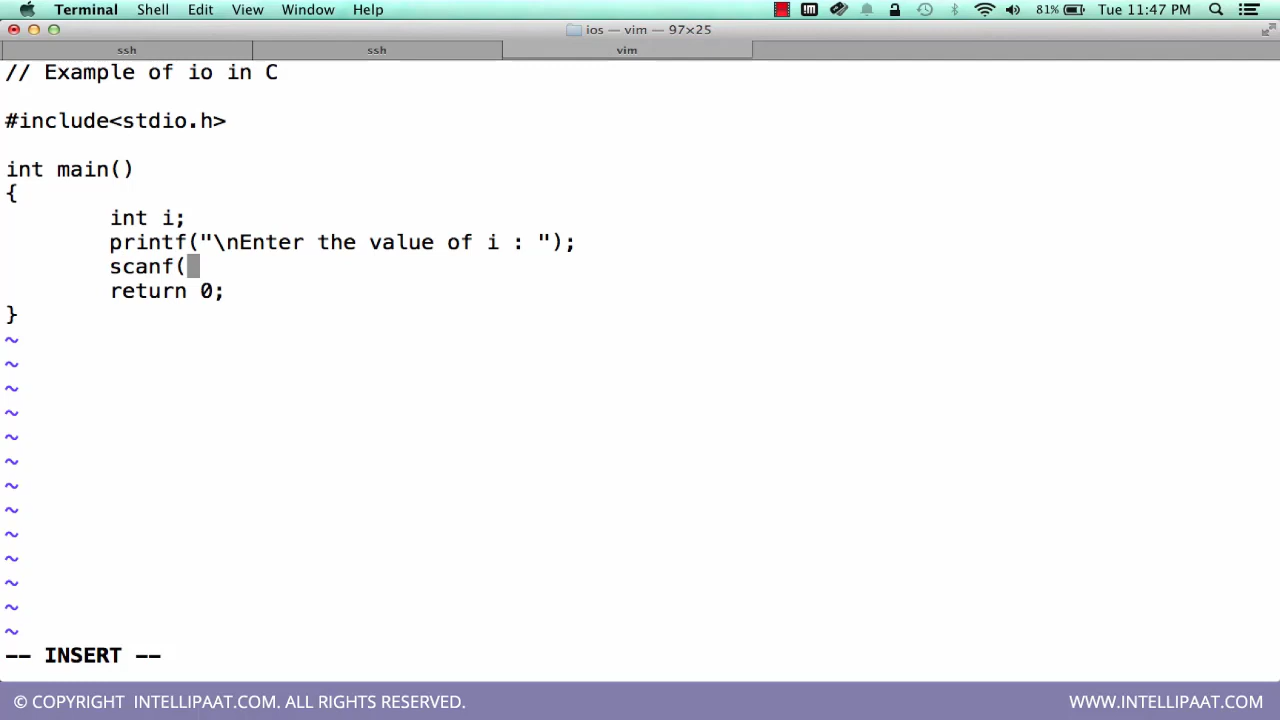 Terminal Shell Edit View Window Help 81% Tue 11:47 PM
ios — vim — 97×25
ssh ssh vim
// Example of io in C
#include<stdio.h>
int main()
{
int i;
printf("\nEnter the value of i : ");
scanf(
return 0;
}
~
~
~
~
~
~
~
~
~
~
~
~
~
-- INSERT --
© COPYRIGHT INTELLIPAAT.COM. ALL RIGHTS RESERVED. WWW.INTELLIPAAT.COM